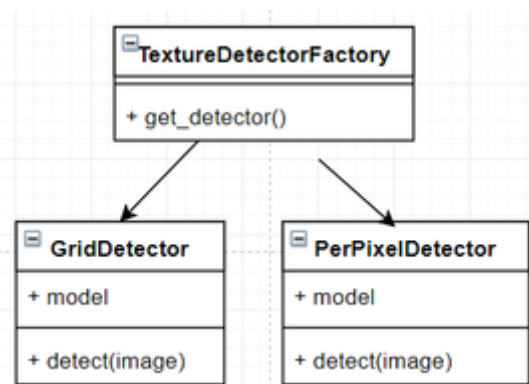 TextureDetectorFactory
+ get_detector()
GridDetector
+ model
+ detect(image)
PerPixelDetector
+ model
+ detect(image)